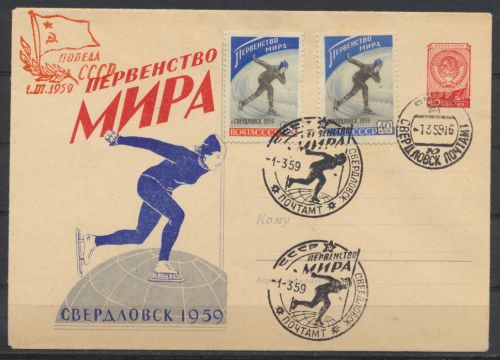 ПОБЕДА
СССР
1.III.1959
ПЕРВЕНСТВО
МИРА
СВЕРДЛОВСК 1959
ПЕРВЕНСТВО
МИРА
СВЕРДЛОВСК 1959
ПОЧТА СССР
ПЕРВЕНСТВО
МИРА
СВЕРДЛОВСК 1959
ПОЧТА СССР 40
ПОЧТА СССР
40
-1.3.59.16
СВЕРДЛОВСК ПОЧТАМТ
ПЕРВЕНСТВО
МИРА
-1-3.59
СВЕРДЛОВСК
ПОЧТАМТ
Кому
СССР
ПЕРВЕНСТВО
МИРА
-1-3.59
СВЕРДЛОВСК
ПОЧТАМТ